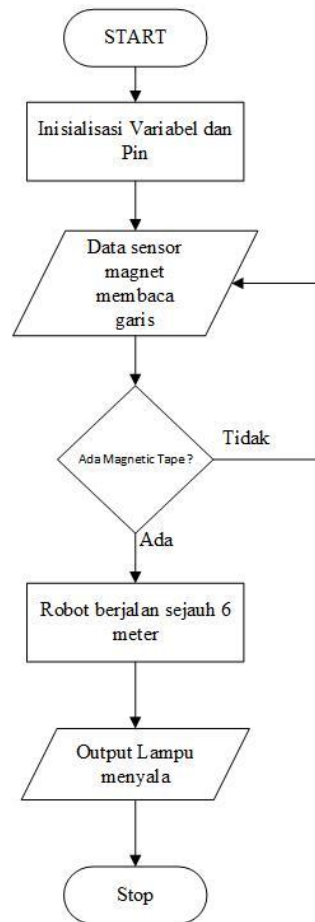 START
Inisialisasi Variabel dan
Pin
Data sensor
magnet
membaca
garis
Ada Magnetic Tape ?
Tidak
Ada
Robot berjalan sejauh 6
meter
Output Lampu
menyala
Stop